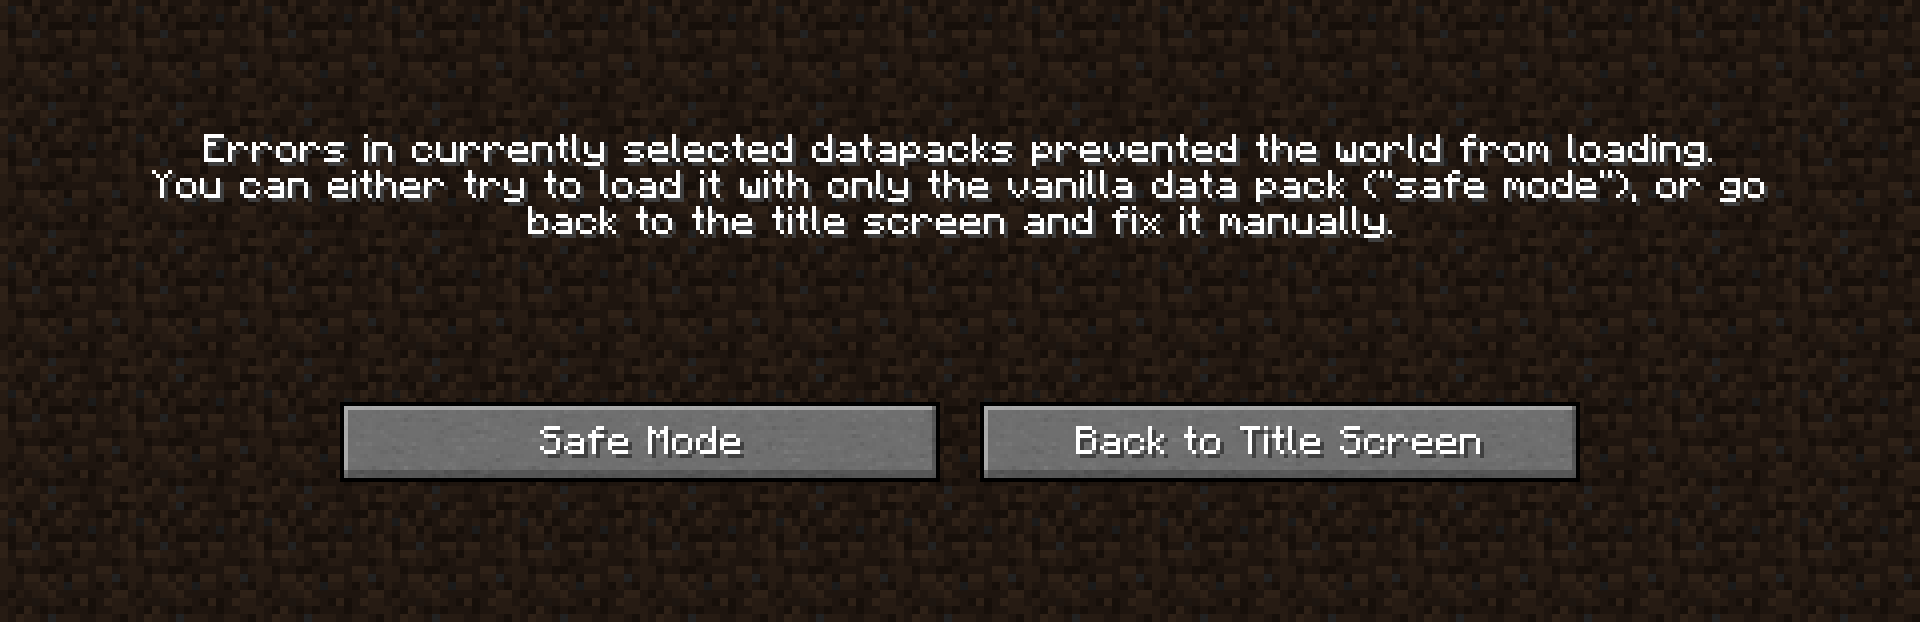 Errors in currently selected datapacks prevented the world from loading.
You can either try to load it with only the vanilla data pack ("safe mode"), or go
back to the title screen and fix it manually.
Safe Mode
Back to Title Screen